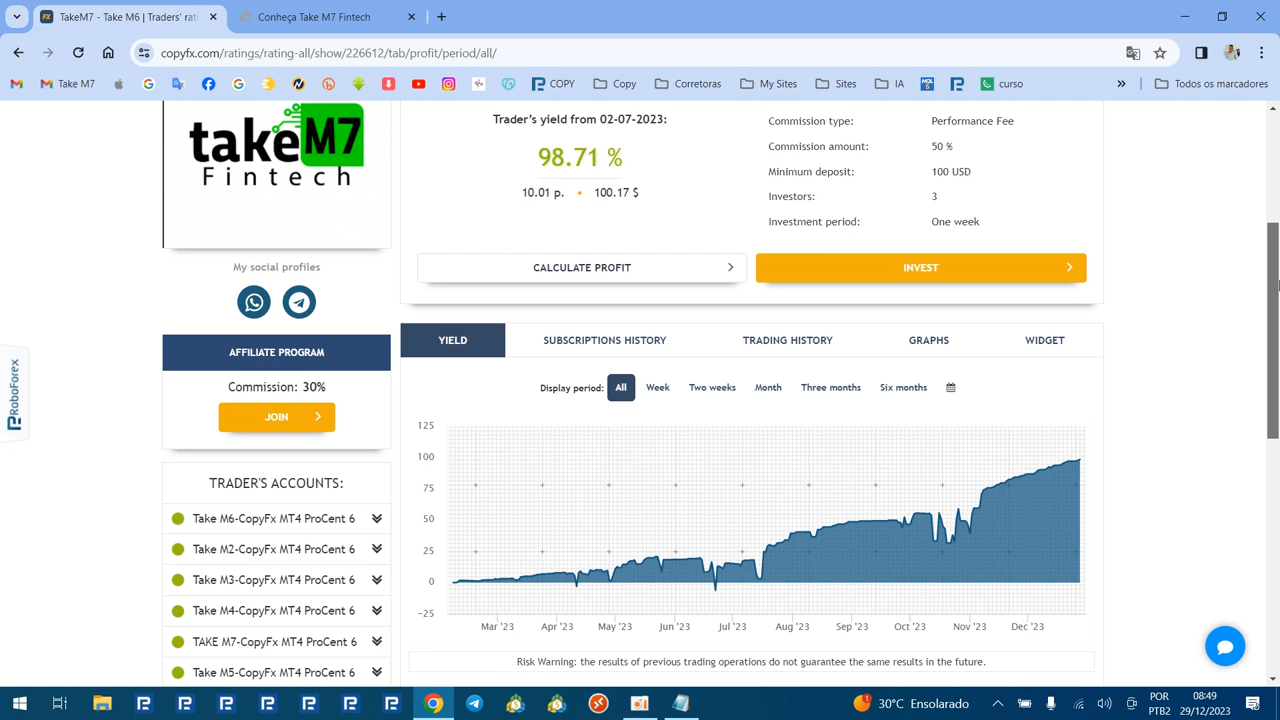 TakeM7 - Take M6 | Traders' rat
Conheça Take M7 Fintech
copyfx.com/ratings/rating-all/show/226612/tab/profit/period/all/
Take M7
COPY
Copy
Corretoras
My Sites
Sites
IA
curso
Todos os marcadores
take M7
Fintech
Trader's yield from 02-07-2023:
98.71 %
10.01 p. • 100.17 $
Commission type: Performance Fee
Commission amount: 50 %
Minimum deposit: 100 USD
Investors: 3
Investment period: One week
CALCULATE PROFIT
INVEST
My social profiles
AFFILIATE PROGRAM
Commission: 30%
JOIN
RoboForex
TRADER'S ACCOUNTS:
Take M6-CopyFx MT4 ProCent 6
Take M2-CopyFx MT4 ProCent 6
Take M3-CopyFx MT4 ProCent 6
Take M4-CopyFx MT4 ProCent 6
TAKE M7-CopyFx MT4 ProCent 6
Take M5-CopyFx MT4 ProCent 6
YIELD
SUBSCRIPTIONS HISTORY
TRADING HISTORY
GRAPHS
WIDGET
Display period: All Week Two weeks Month Three months Six months
125
100
75
50
25
0
−25
Mar '23 Apr '23 May '23 Jun '23 Jul '23 Aug '23 Sep '23 Oct '23 Nov '23 Dec '23
Risk Warning: the results of previous trading operations do not guarantee the same results in the future.
30°C Ensolarado
POR
PTB2
08:49
29/12/2023